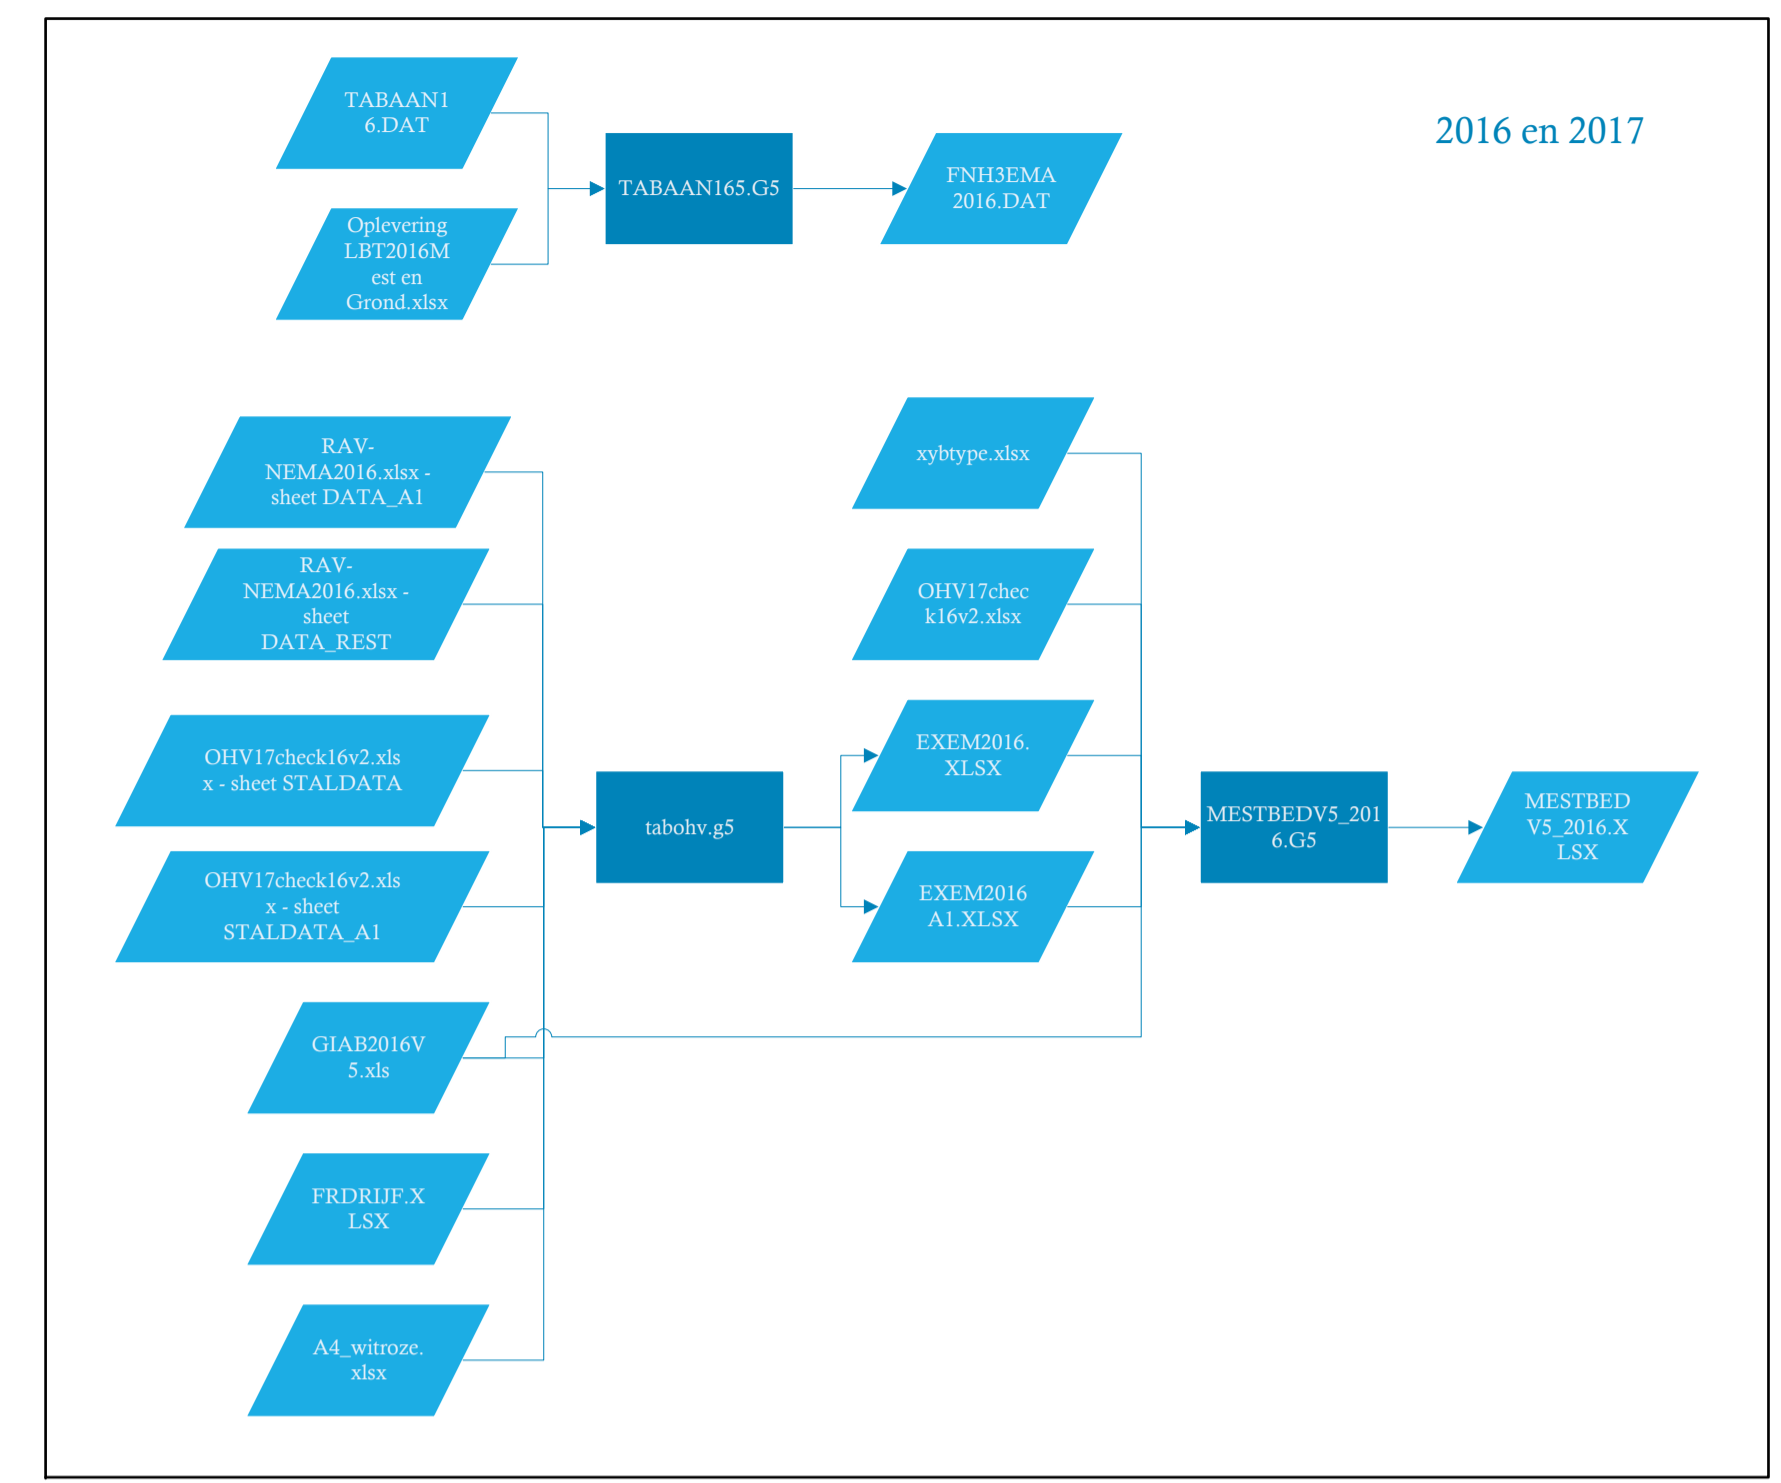 TABAAN1
6.DAT
2016 en 2017
TABAAN165.G5
FNH3EMA
2016.DAT
Oplevering
LBT2016M
est en
Grond.xlsx
RAV-
NEMA2016.xlsx -
sheet DATA_A1
xybtype.xlsx
RAV-
NEMA2016.xlsx -
sheet
DATA_REST
OHV17chec
k16v2.xlsx
OHV17check16v2.xls
x - sheet STALDATA
EXEM2016.
XLSX
tabohv.g5
MESTBEDV5_201
6.G5
MESTBED
V5_2016.X
LSX
OHV17check16v2.xls
x - sheet
STALDATA_A1
EXEM2016
A1.XLSX
GIAB2016V
5.xls
FRDRIJF.X
LSX
A4_witroze.
xlsx